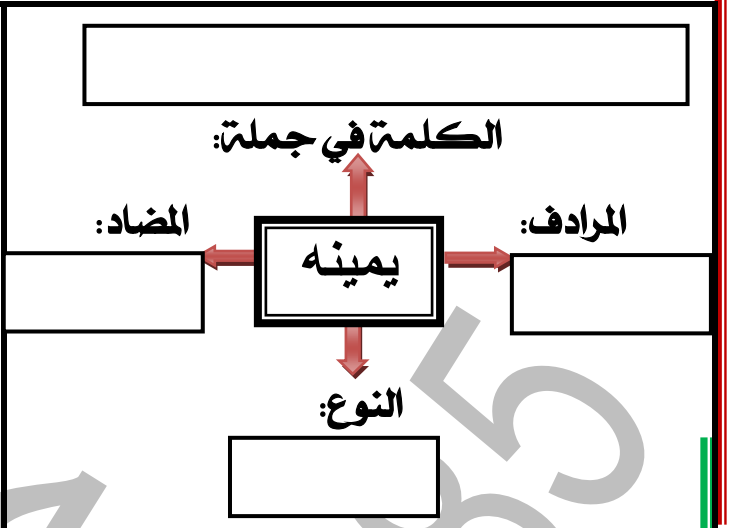 الكلمة في جملة:
المرادف:
المضاد:
يمينه
النوع: